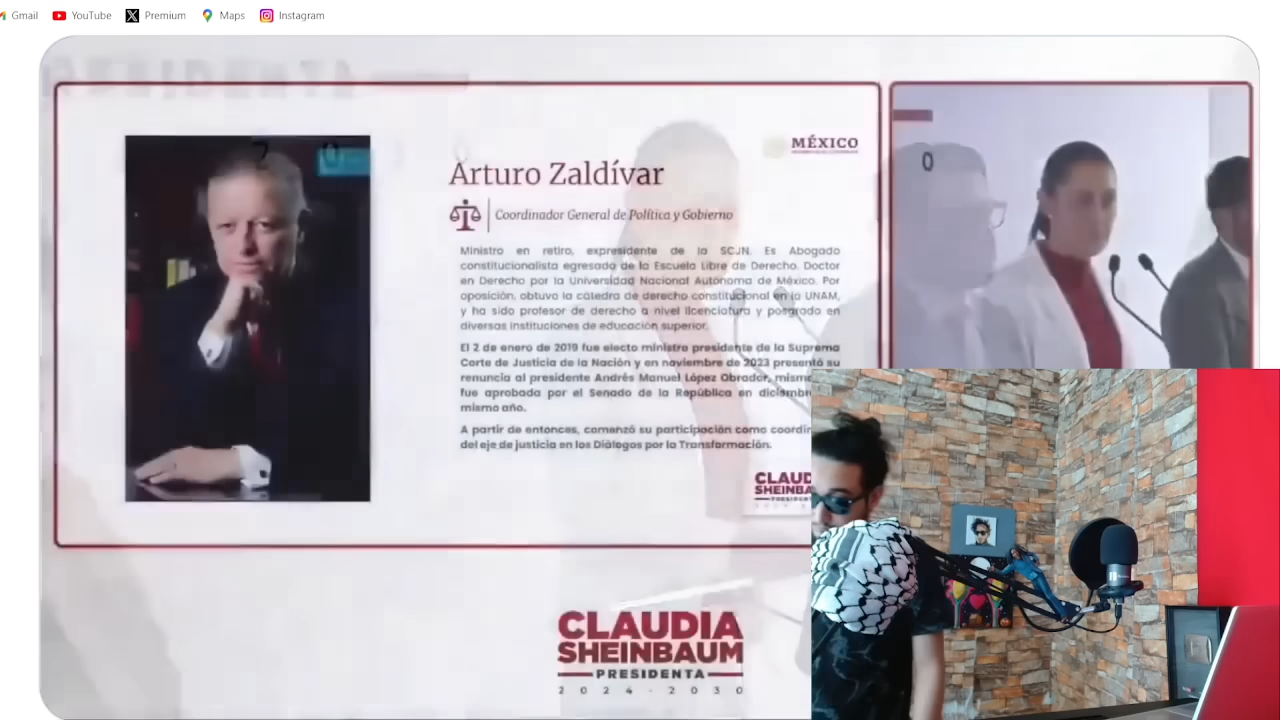 Gmail YouTube Premium Maps Instagram
MÉXICO
Arturo Zaldívar
Coordinador General de Política y Gobierno
Ministro en retiro, expresidente de la SCJN. Es Abogado
constitucionalista egresada de la Escuela Libre de Derecho. Doctor
en Derecho por la Universidad Nacional Autónoma de México. Por
oposición, obtuvo la cátedra de derecho constitucional en la UNAM,
y ha sido profesor de derecho a nivel licenciatura y posgrado en
diversas instituciones de educación superior.
El 2 de enero de 2019 fue electo ministro presidente de la Suprema
Corte de Justicia de la Nación y en noviembre de 2023 presentó su
renuncia al presidente Andrés Manuel López Obrador,
fue aprobada por el Senado de la República en
mismo año.
A partir de entonces, comenzó su participación como
del eje de justicia en los Diálogos por la Transformación.
CLAUDIA
SHEINBAUM
PRESIDENTA
2024-2030